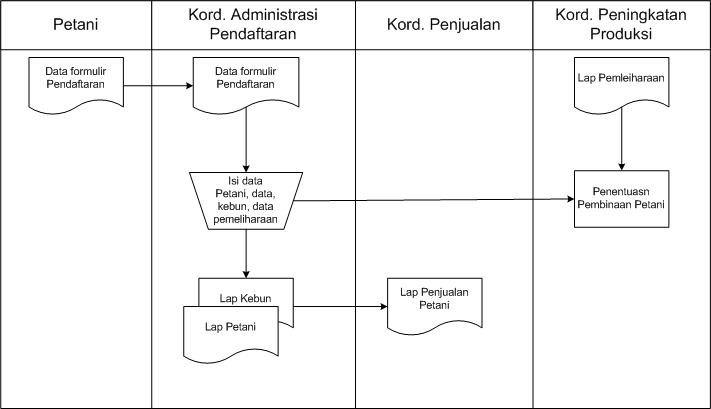 Petani
Kord. Administrasi
Pendaftaran
Kord. Penjualan
Kord. Peningkatan
Produksi
Data formulir
Pendaftaran
Data formulir
Pendaftaran
Lap Pemleiharaan
Isi data
Petani, data,
kebun, data
pemeliharaan
Penentuasn
Pembinaan Petani
Lap Kebun
Lap Petani
Lap Penjualan
Petani